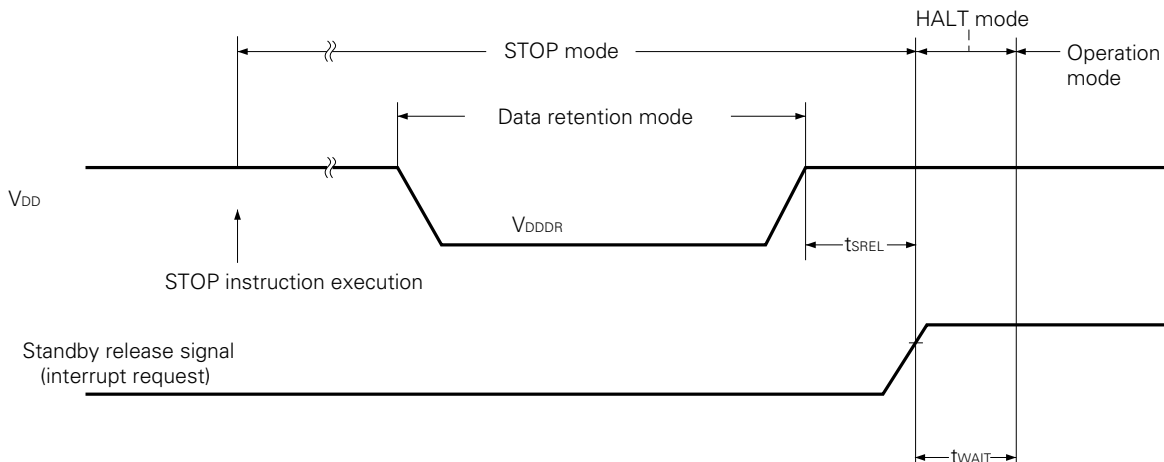 HALT mode
STOP mode
Operation
mode
Data retention mode
VDD
VDDDR
tSREL
STOP instruction execution
Standby release signal
(interrupt request)
tWAIT